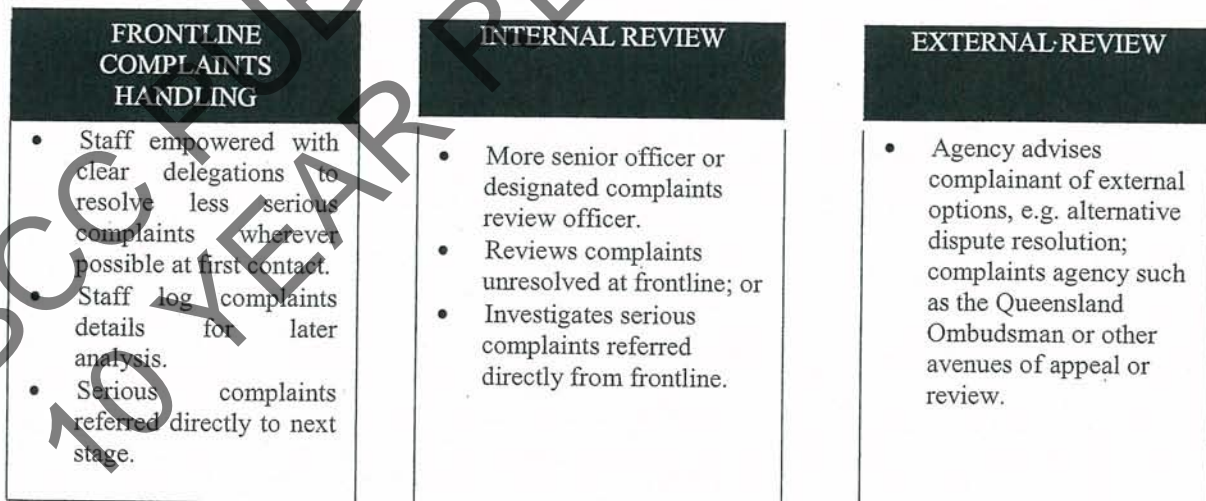 FRONTLINE
COMPLAINTS
HANDLING
• Staff empowered with
clear delegations to
resolve less serious
complaints wherever
possible at first contact.
• Staff log complaints
details for later
analysis.
• Serious complaints
referred directly to next
stage.
INTERNAL REVIEW
• More senior officer or
designated complaints
review officer.
• Reviews complaints
unresolved at frontline; or
• Investigates serious
complaints referred
directly from frontline.
EXTERNAL REVIEW
• Agency advises
complainant of external
options, e.g. alternative
dispute resolution;
complaints agency such
as the Queensland
Ombudsman or other
avenues of appeal or
review.
10 YEAR